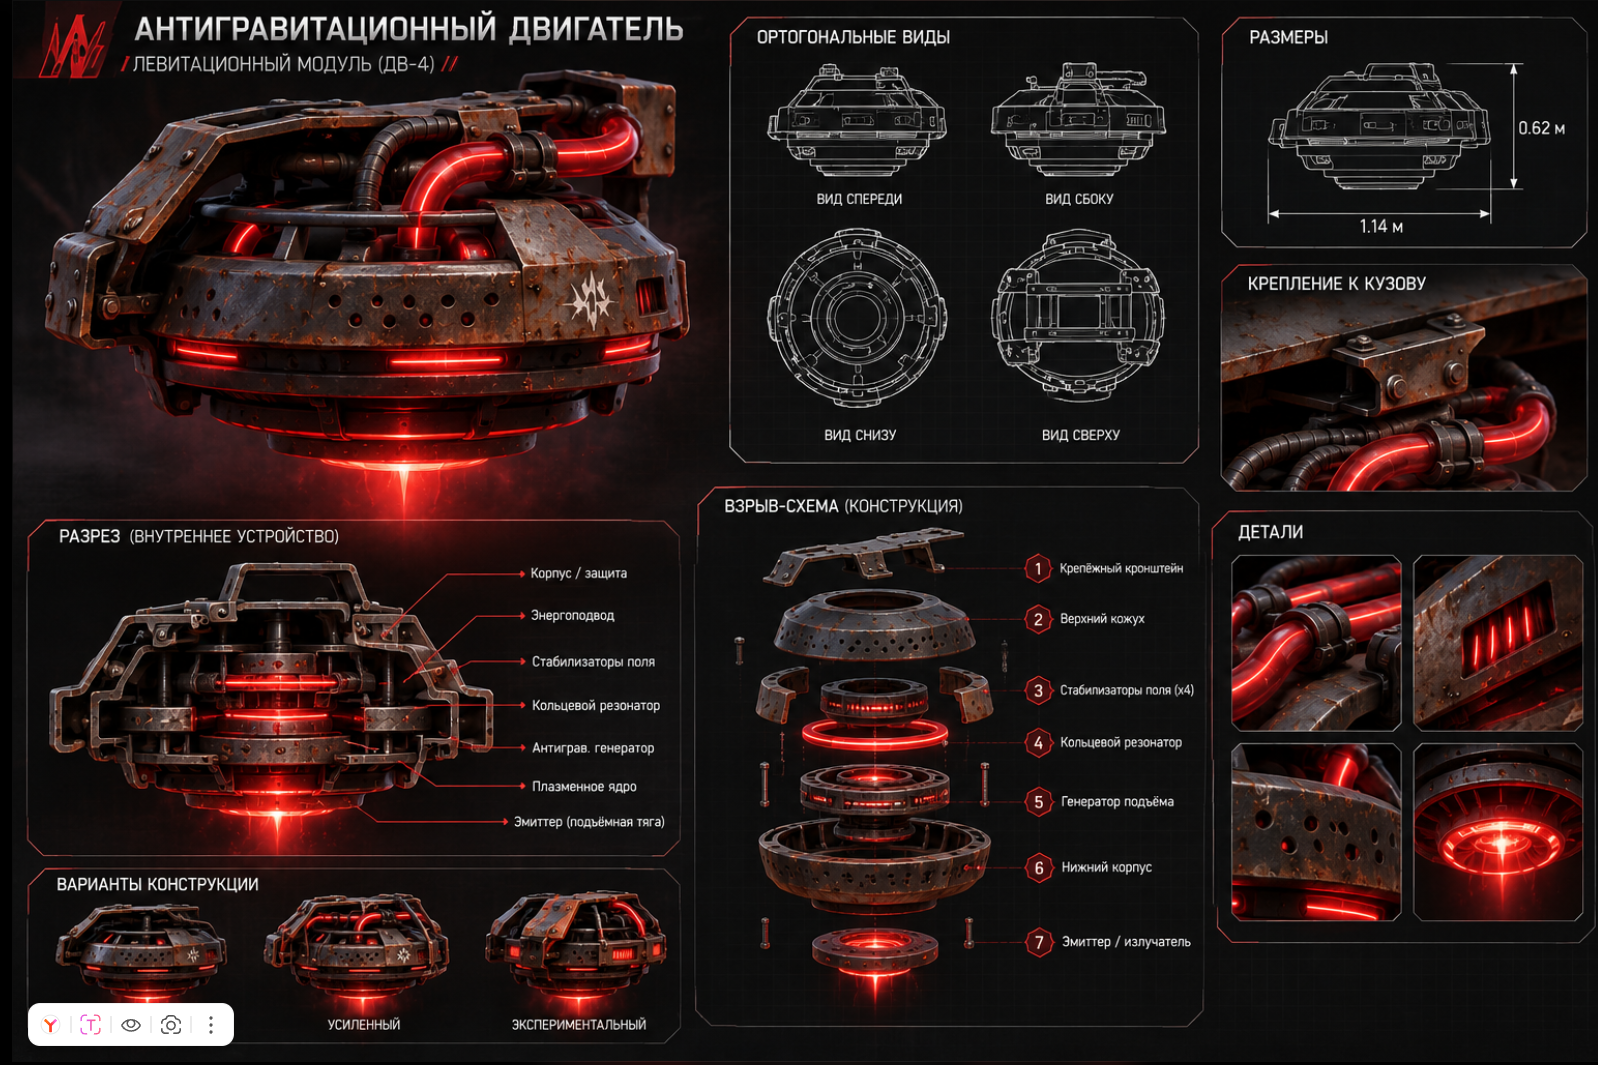 АНТИГРАВИТАЦИОННЫЙ ДВИГАТЕЛЬ
/ ЛЕВИТАЦИОННЫЙ МОДУЛЬ (ДВ-4) //
ОРТОГОНАЛЬНЫЕ ВИДЫ
ВИД СПЕРЕДИ
ВИД СБОКУ
ВИД СНИЗУ
ВИД СВЕРХУ
РАЗМЕРЫ
0.62 м
1.14 м
КРЕПЛЕНИЕ К КУЗОВУ
РАЗРЕЗ (ВНУТРЕННЕЕ УСТРОЙСТВО)
Корпус / защита
Энергоподвод
Стабилизаторы поля
Кольцевой резонатор
Антиграв. генератор
Плазменное ядро
Эмиттер (подъёмная тяга)
ВЗРЫВ-СХЕМА (КОНСТРУКЦИЯ)
1 Крепёжный кронштейн
2 Верхний кожух
3 Стабилизаторы поля (x4)
4 Кольцевой резонатор
5 Генератор подъёма
6 Нижний корпус
7 Эмиттер / излучатель
ДЕТАЛИ
ВАРИАНТЫ КОНСТРУКЦИИ
УСИЛЕННЫЙ
ЭКСПЕРИМЕНТАЛЬНЫЙ